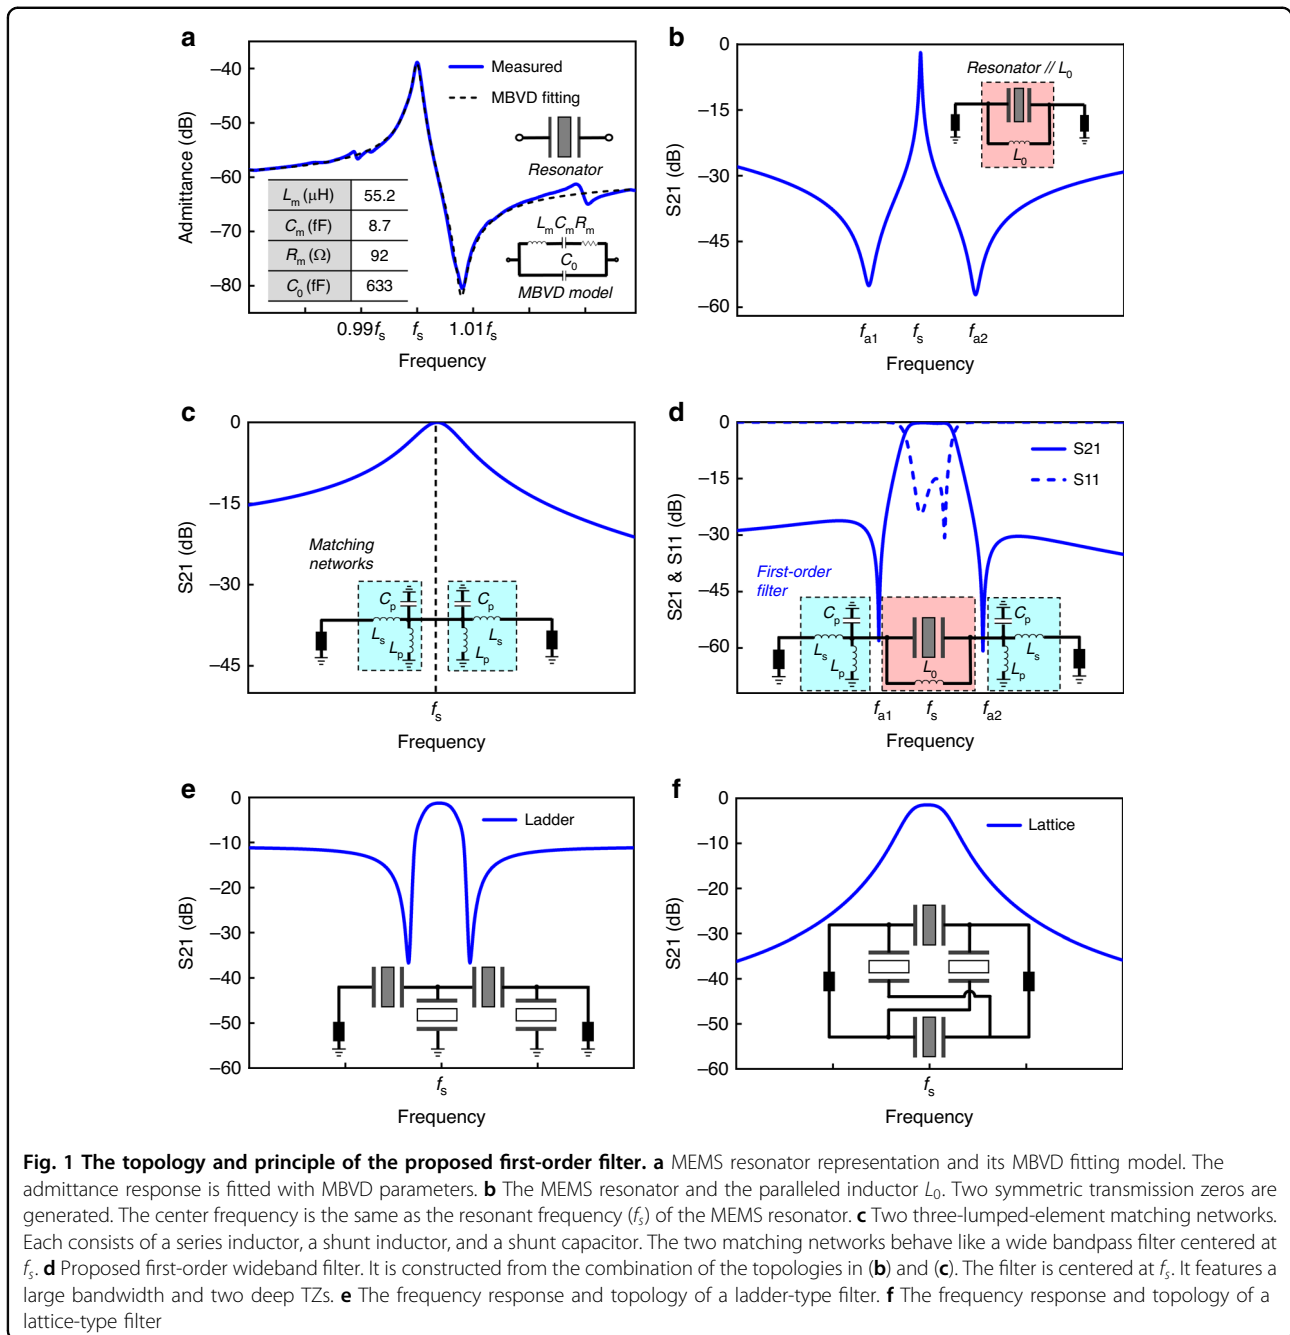 a
Admittance (dB)
−40
−50
−60
−70
−80
Measured
MBVD fitting
Resonator
Lm (μH) 55.2
Cm (fF) 8.7
Rm (Ω) 92
C0 (fF) 633
LmCmRm
C0
MBVD model
0.99fs fs 1.01fs
Frequency
b
S21 (dB)
0
−15
−30
−45
−60
Resonator // L0
L0
fa1 fs fa2
Frequency
c
S21 (dB)
0
−15
−30
−45
Matching
networks
Cp Cp
Ls Ls
Lp Lp
fs
Frequency
d
S21 & S11 (dB)
0
−15
−30
−45
−60
S21
S11
First-order
filter
Cp Cp
Ls Ls
Lp L0 Lp
fa1 fs fa2
Frequency
e
S21 (dB)
0
−10
−20
−30
−40
−50
−60
Ladder
fs
Frequency
f
S21 (dB)
0
−10
−20
−30
−40
−50
−60
Lattice
fs
Frequency
Fig. 1 The topology and principle of the proposed first-order filter. a MEMS resonator representation and its MBVD fitting model. The
admittance response is fitted with MBVD parameters. b The MEMS resonator and the paralleled inductor L0. Two symmetric transmission zeros are
generated. The center frequency is the same as the resonant frequency (fs) of the MEMS resonator. c Two three-lumped-element matching networks.
Each consists of a series inductor, a shunt inductor, and a shunt capacitor. The two matching networks behave like a wide bandpass filter centered at
fs. d Proposed first-order wideband filter. It is constructed from the combination of the topologies in (b) and (c). The filter is centered at fs. It features a
large bandwidth and two deep TZs. e The frequency response and topology of a ladder-type filter. f The frequency response and topology of a
lattice-type filter